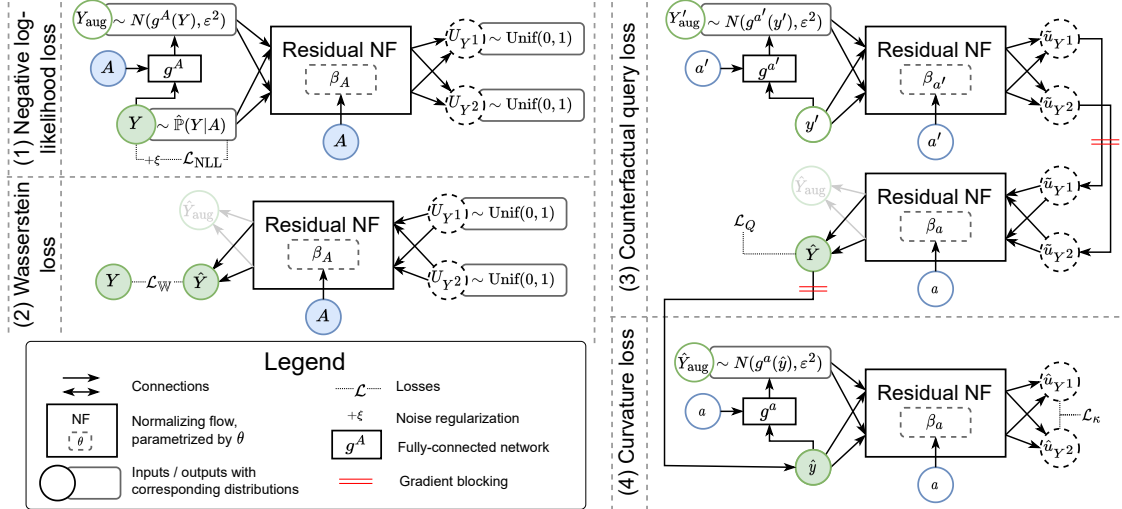 (1) Negative log-
likelihood loss
Y_aug ~ N(g^A(Y), ε²)
A
g^A
Y ~ ℙ̂(Y|A)
+ξ ℒ_NLL
Residual NF
β_A
A
U_Y1 ~ Unif(0, 1)
U_Y2 ~ Unif(0, 1)
(2) Wasserstein
loss
Ŷ_aug
Y ℒ_𝕎 Ŷ
Residual NF
β_A
A
U_Y1 ~ Unif(0, 1)
U_Y2 ~ Unif(0, 1)
Legend
Connections
NF
θ
Normalizing flow,
parametrized by θ
Inputs / outputs with
corresponding distributions
ℒ Losses
+ξ Noise regularization
g^A Fully-connected network
Gradient blocking
(3) Counterfactual query loss
Y'_aug ~ N(g^a'(y'), ε²)
a'
g^a'
y'
Residual NF
β_a'
a'
ũ_Y1
ũ_Y2
Ŷ_aug
ℒ_Q
Ŷ
Residual NF
β_a
a
ũ_Y1
ũ_Y2
(4) Curvature loss
Ŷ_aug ~ N(g^a(ŷ), ε²)
a
g^a
ŷ
Residual NF
β_a
a
û_Y1
ℒ_κ
û_Y2